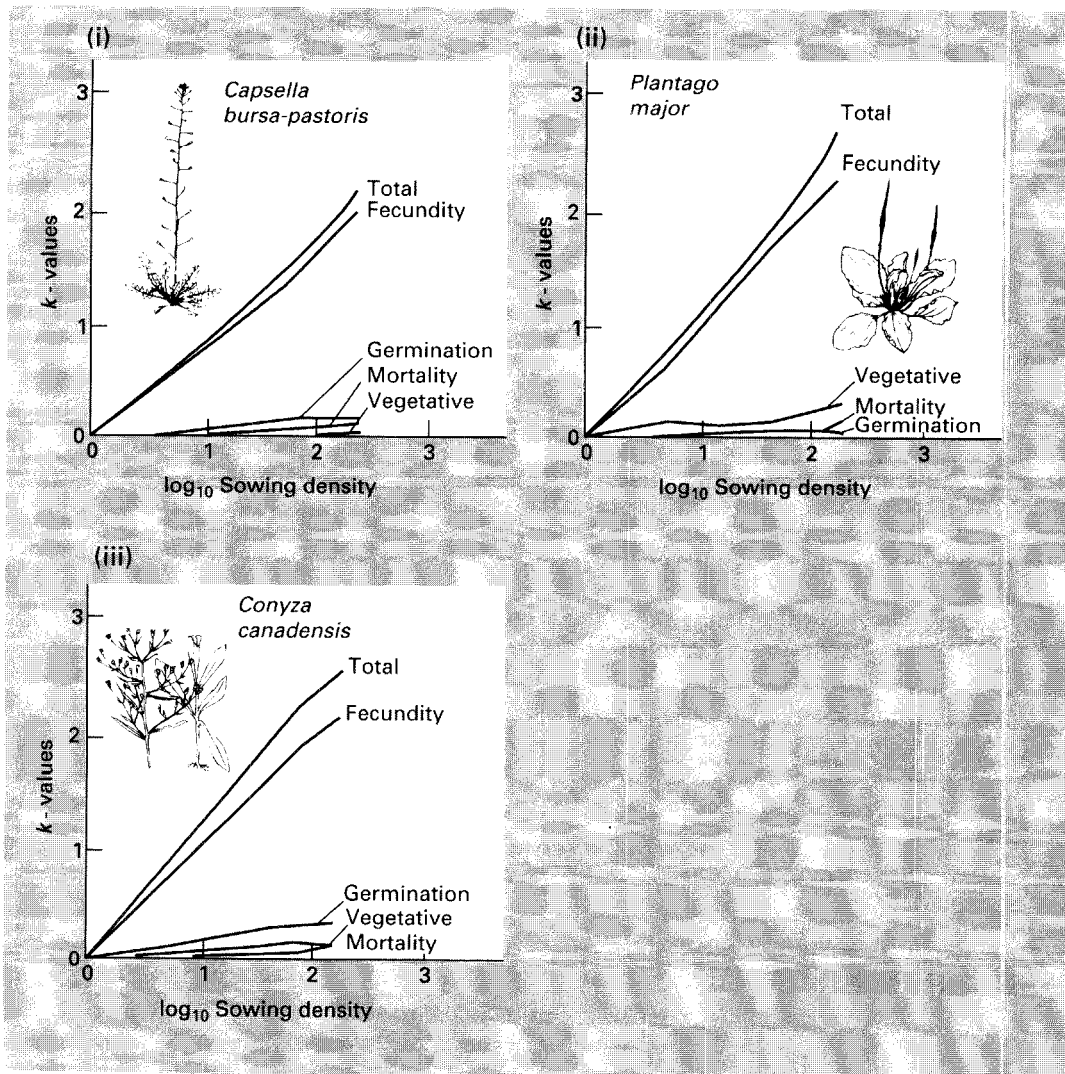 (i)
Capsella
bursa-pastoris
3
2
1
0
k - values
Total
Fecundity
Germination
Mortality
Vegetative
0 1 2 3
log₁₀ Sowing density
(ii)
Plantago
major
3
2
1
0
k - values
Total
Fecundity
Vegetative
Mortality
Germination
0 1 2 3
log₁₀ Sowing density
(iii)
Conyza
canadensis
3
2
1
0
k - values
Total
Fecundity
Germination
Vegetative
Mortality
0 1 2 3
log₁₀ Sowing density